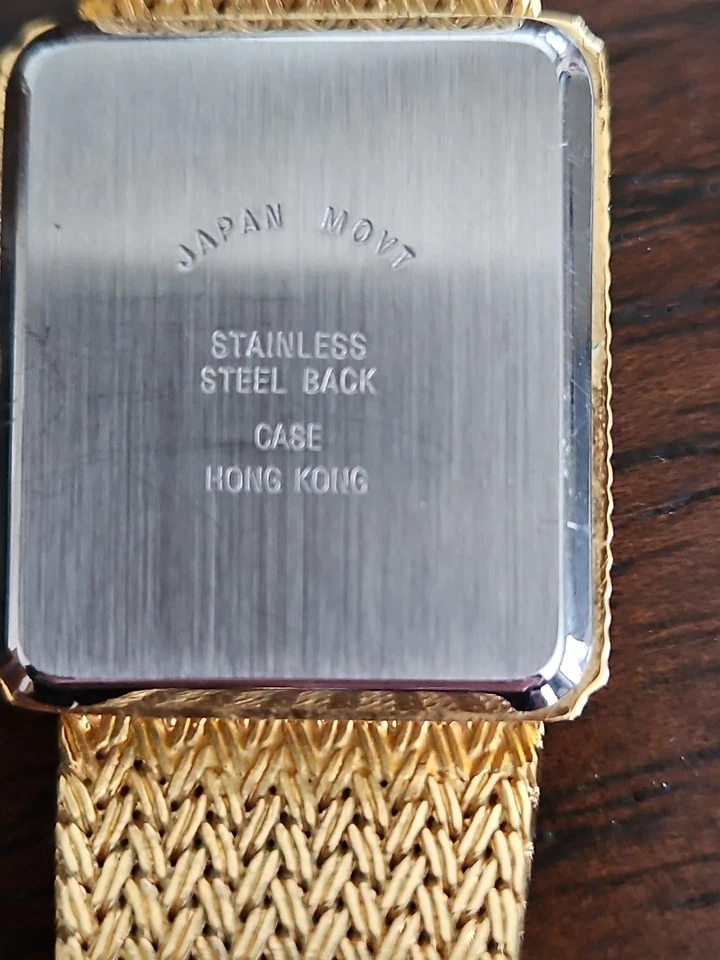 JAPAN MOVT
STAINLESS
STEEL BACK
CASE
HONG KONG